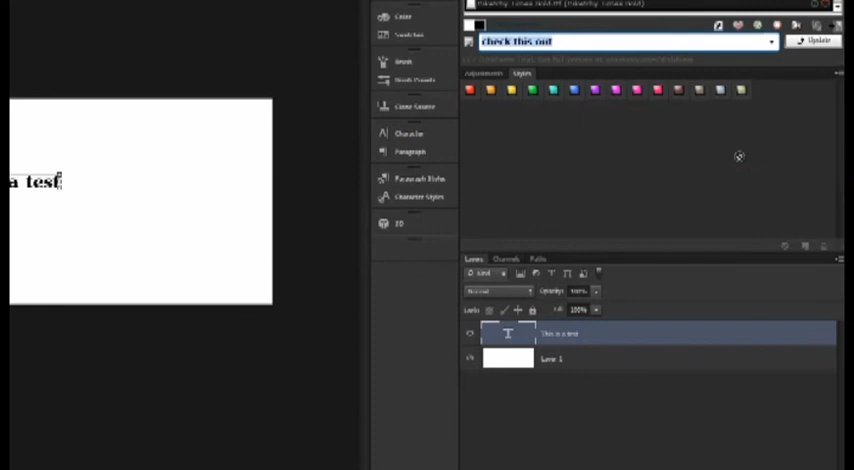 Color
Swatches
Brush
Brush Presets
Clone Source
Character
Paragraph
Paragraph Styles
Character Styles
3D
a test
check this out
Update
Adjustments Styles
Layers Channels Paths
Kind
Normal Opacity: 100%
Lock: Fill: 100%
T This is a test
Layer 1